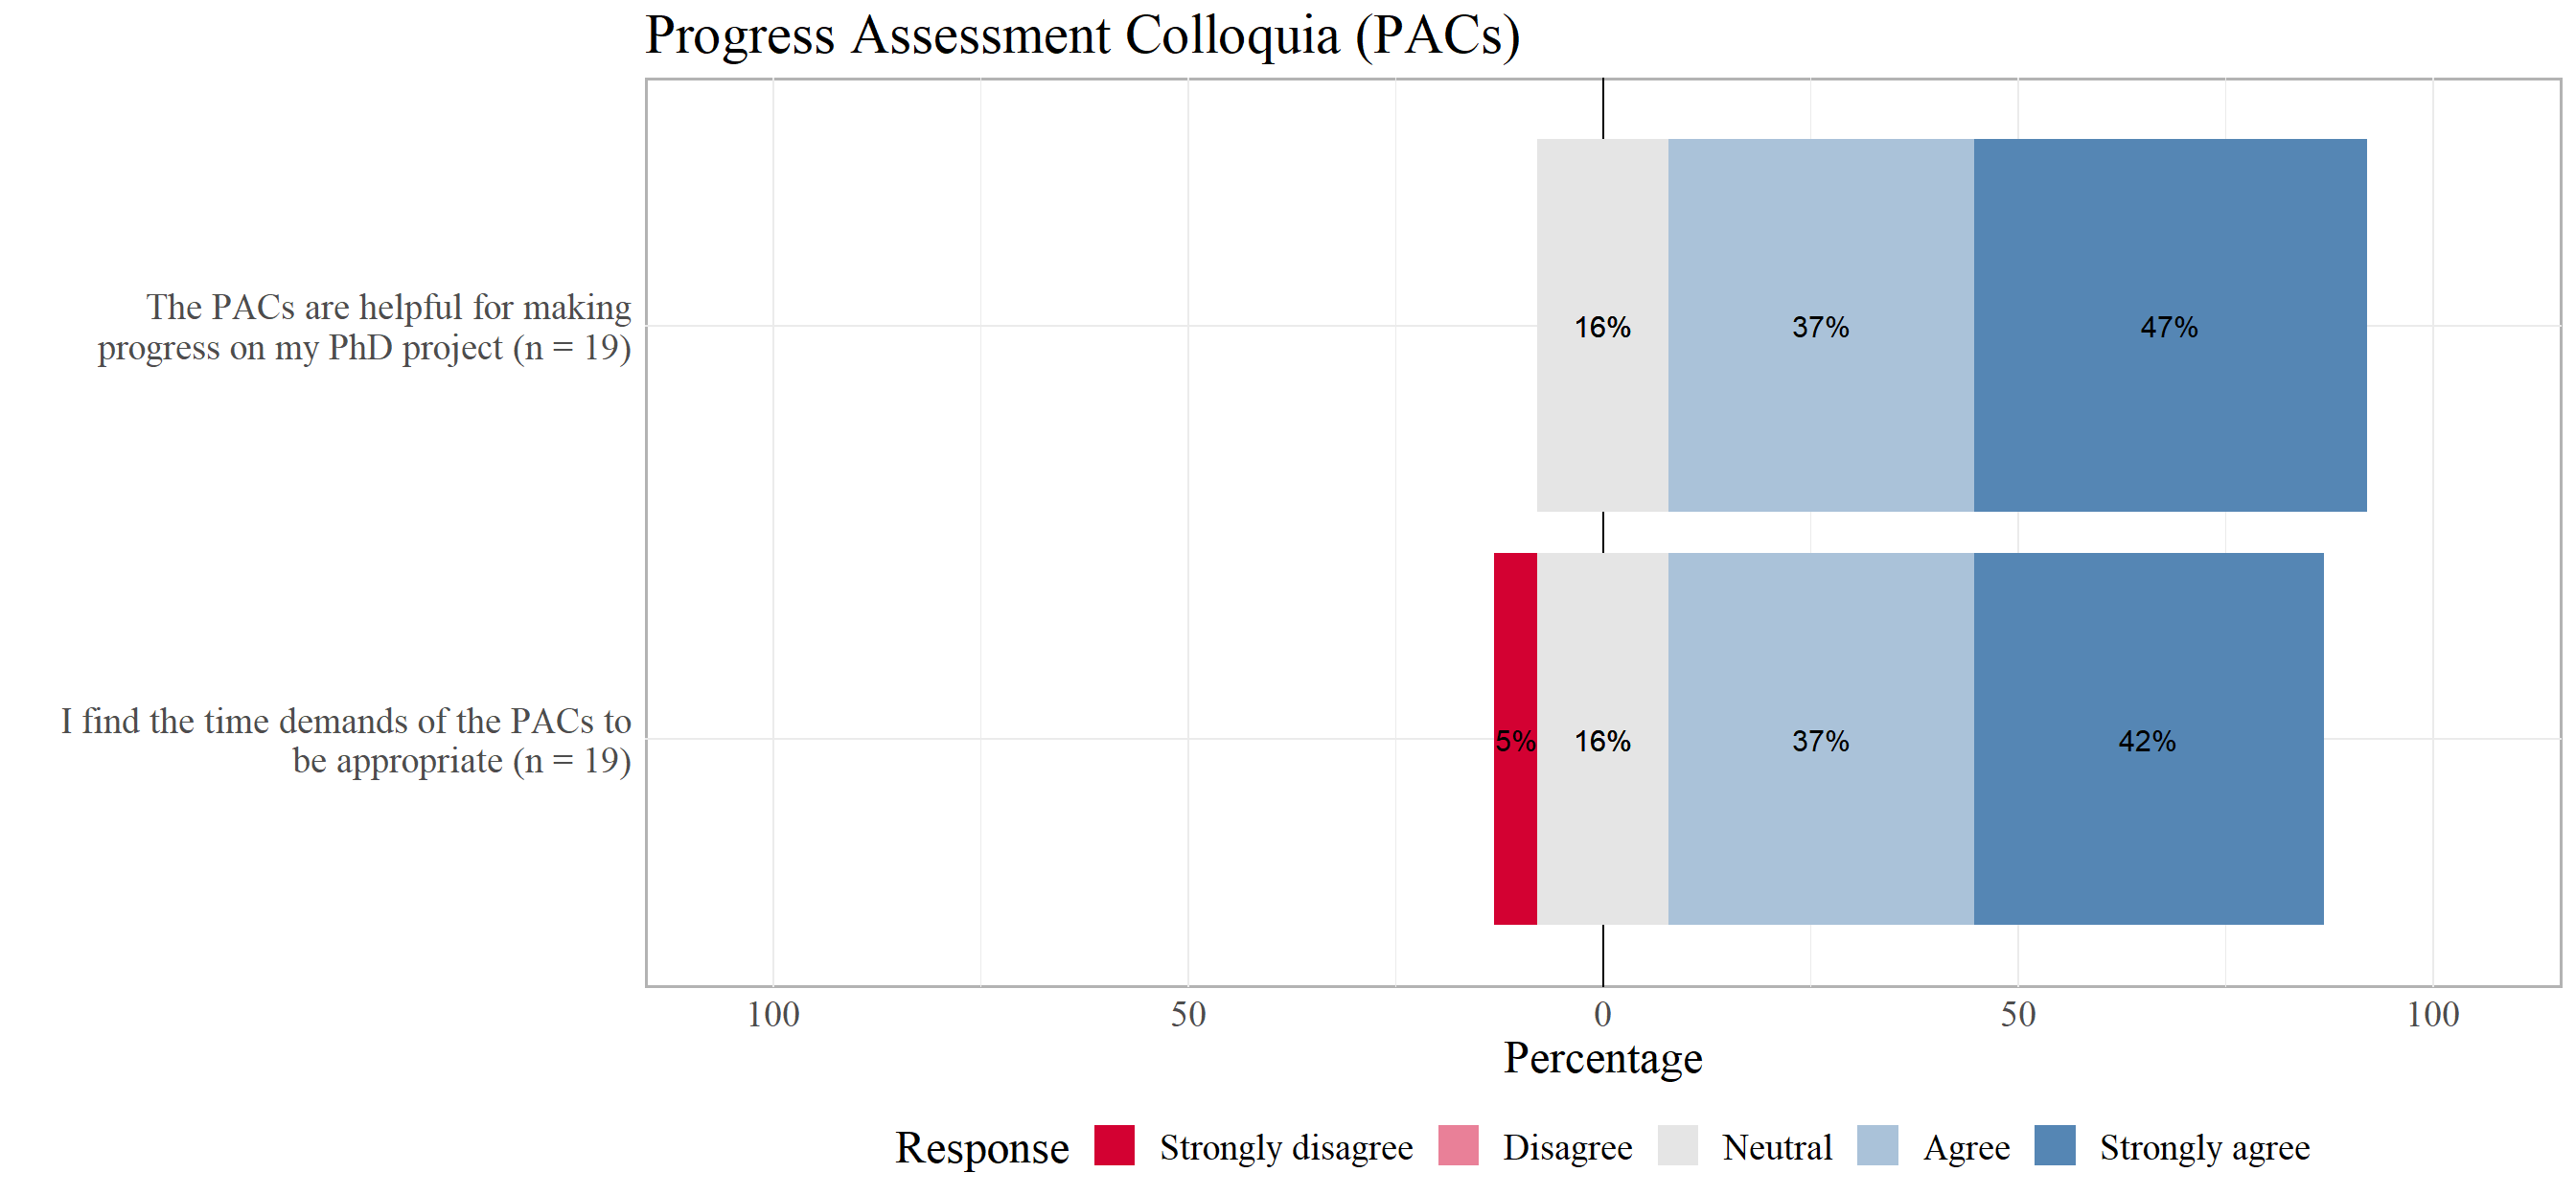 Progress Assessment Colloquia (PACs)
The PACs are helpful for making
progress on my PhD project (n = 19)
16%
37%
47%
I find the time demands of the PACs to
be appropriate (n = 19)
5%
16%
37%
42%
100
50
0
50
100
Percentage
Response
Strongly disagree
Disagree
Neutral
Agree
Strongly agree